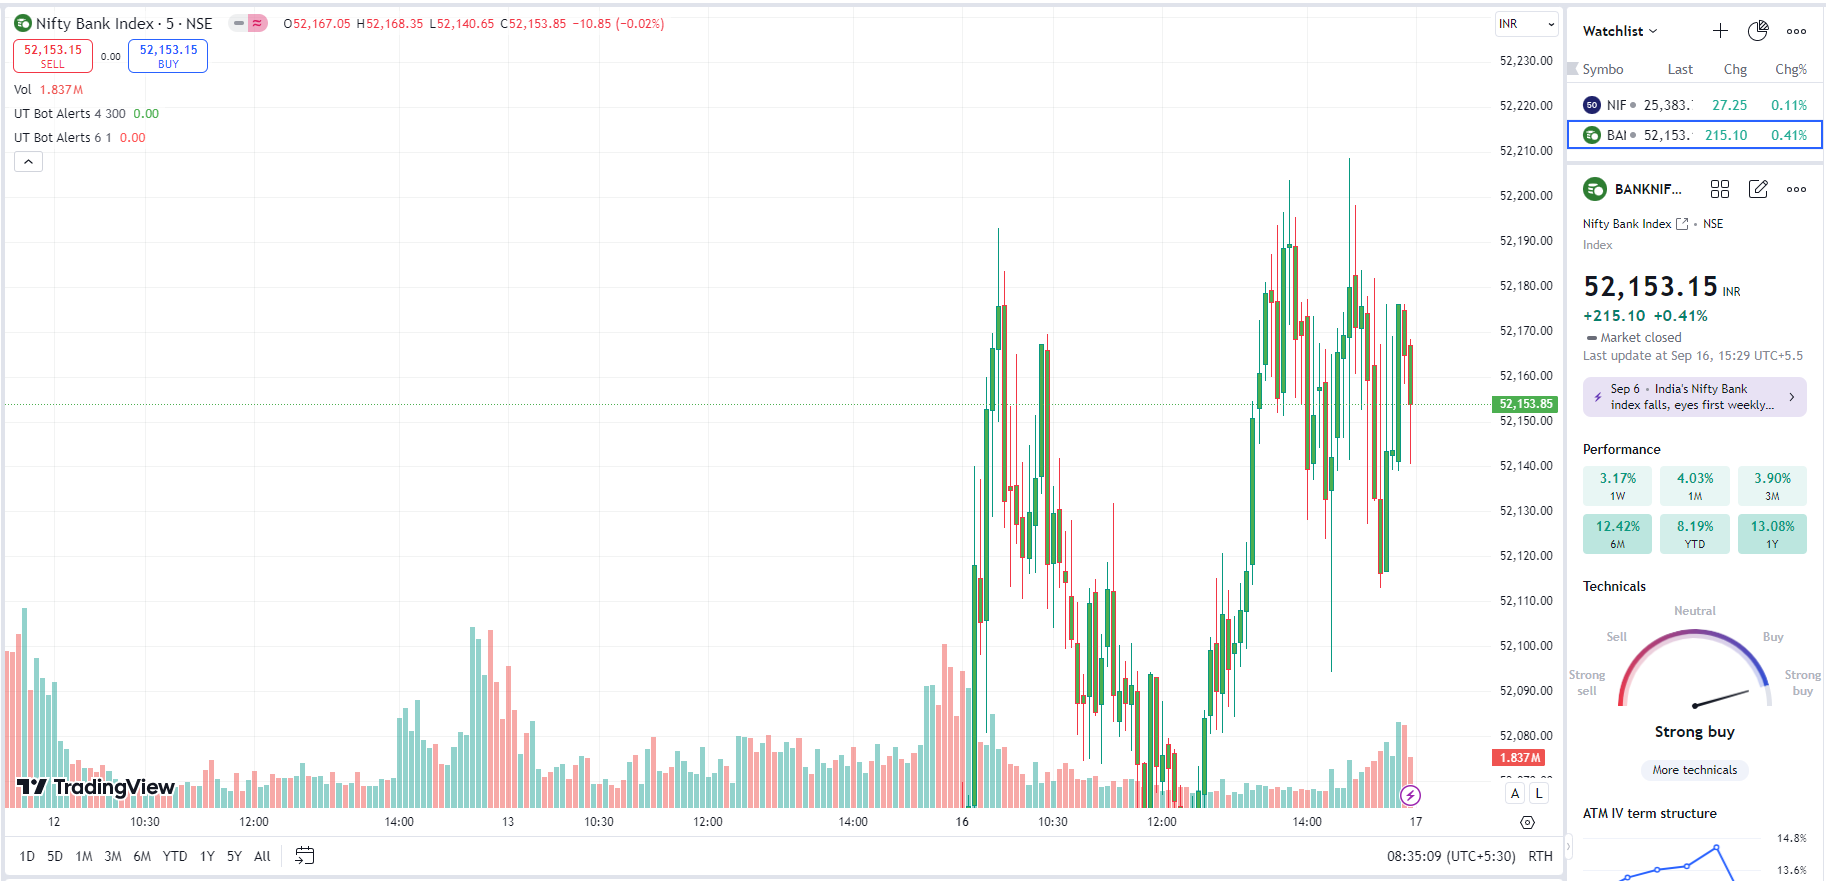 Nifty Bank Index · 5 · NSE
O52,167.05 H52,168.35 L52,140.65 C52,153.85 −10.85 (−0.02%)
52,153.15
SELL
0.00
52,153.15
BUY
Vol 1.837M
UT Bot Alerts 4 300 0.00
UT Bot Alerts 6 1 0.00
INR
52,230.00
52,220.00
52,210.00
52,200.00
52,190.00
52,180.00
52,170.00
52,160.00
52,153.85
52,150.00
52,140.00
52,130.00
52,120.00
52,110.00
52,100.00
52,090.00
52,080.00
1.837M
A L
TradingView
12 10:30 12:00 14:00 13 10:30 12:00 14:00 16 10:30 12:00 14:00 17
1D 5D 1M 3M 6M YTD 1Y 5Y All
08:35:09 (UTC+5:30) RTH
Watchlist
Symbo Last Chg Chg%
50 NIF 25,383. 27.25 0.11%
BAI 52,153. 215.10 0.41%
BANKNIF...
Nifty Bank Index • NSE
Index
52,153.15 INR
+215.10 +0.41%
Market closed
Last update at Sep 16, 15:29 UTC+5.5
Sep 6 • India's Nifty Bank
index falls, eyes first weekly...
Performance
3.17% 4.03% 3.90%
1W 1M 3M
12.42% 8.19% 13.08%
6M YTD 1Y
Technicals
Neutral
Sell Buy
Strong
sell
Strong
buy
Strong buy
More technicals
ATM IV term structure
14.8%
13.6%